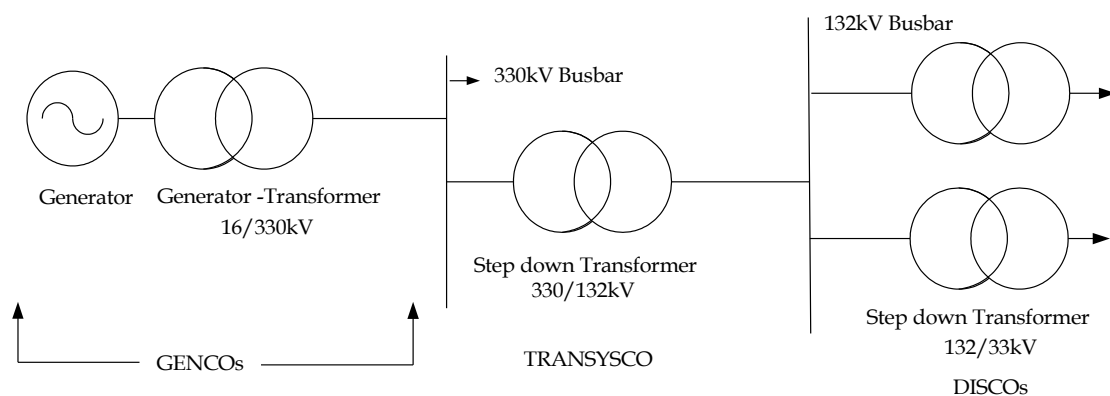 132kV Busbar
330kV Busbar
Generator
Generator -Transformer
16/330kV
Step down Transformer
330/132kV
Step down Transformer
132/33kV
GENCOs
TRANSYSCO
DISCOs